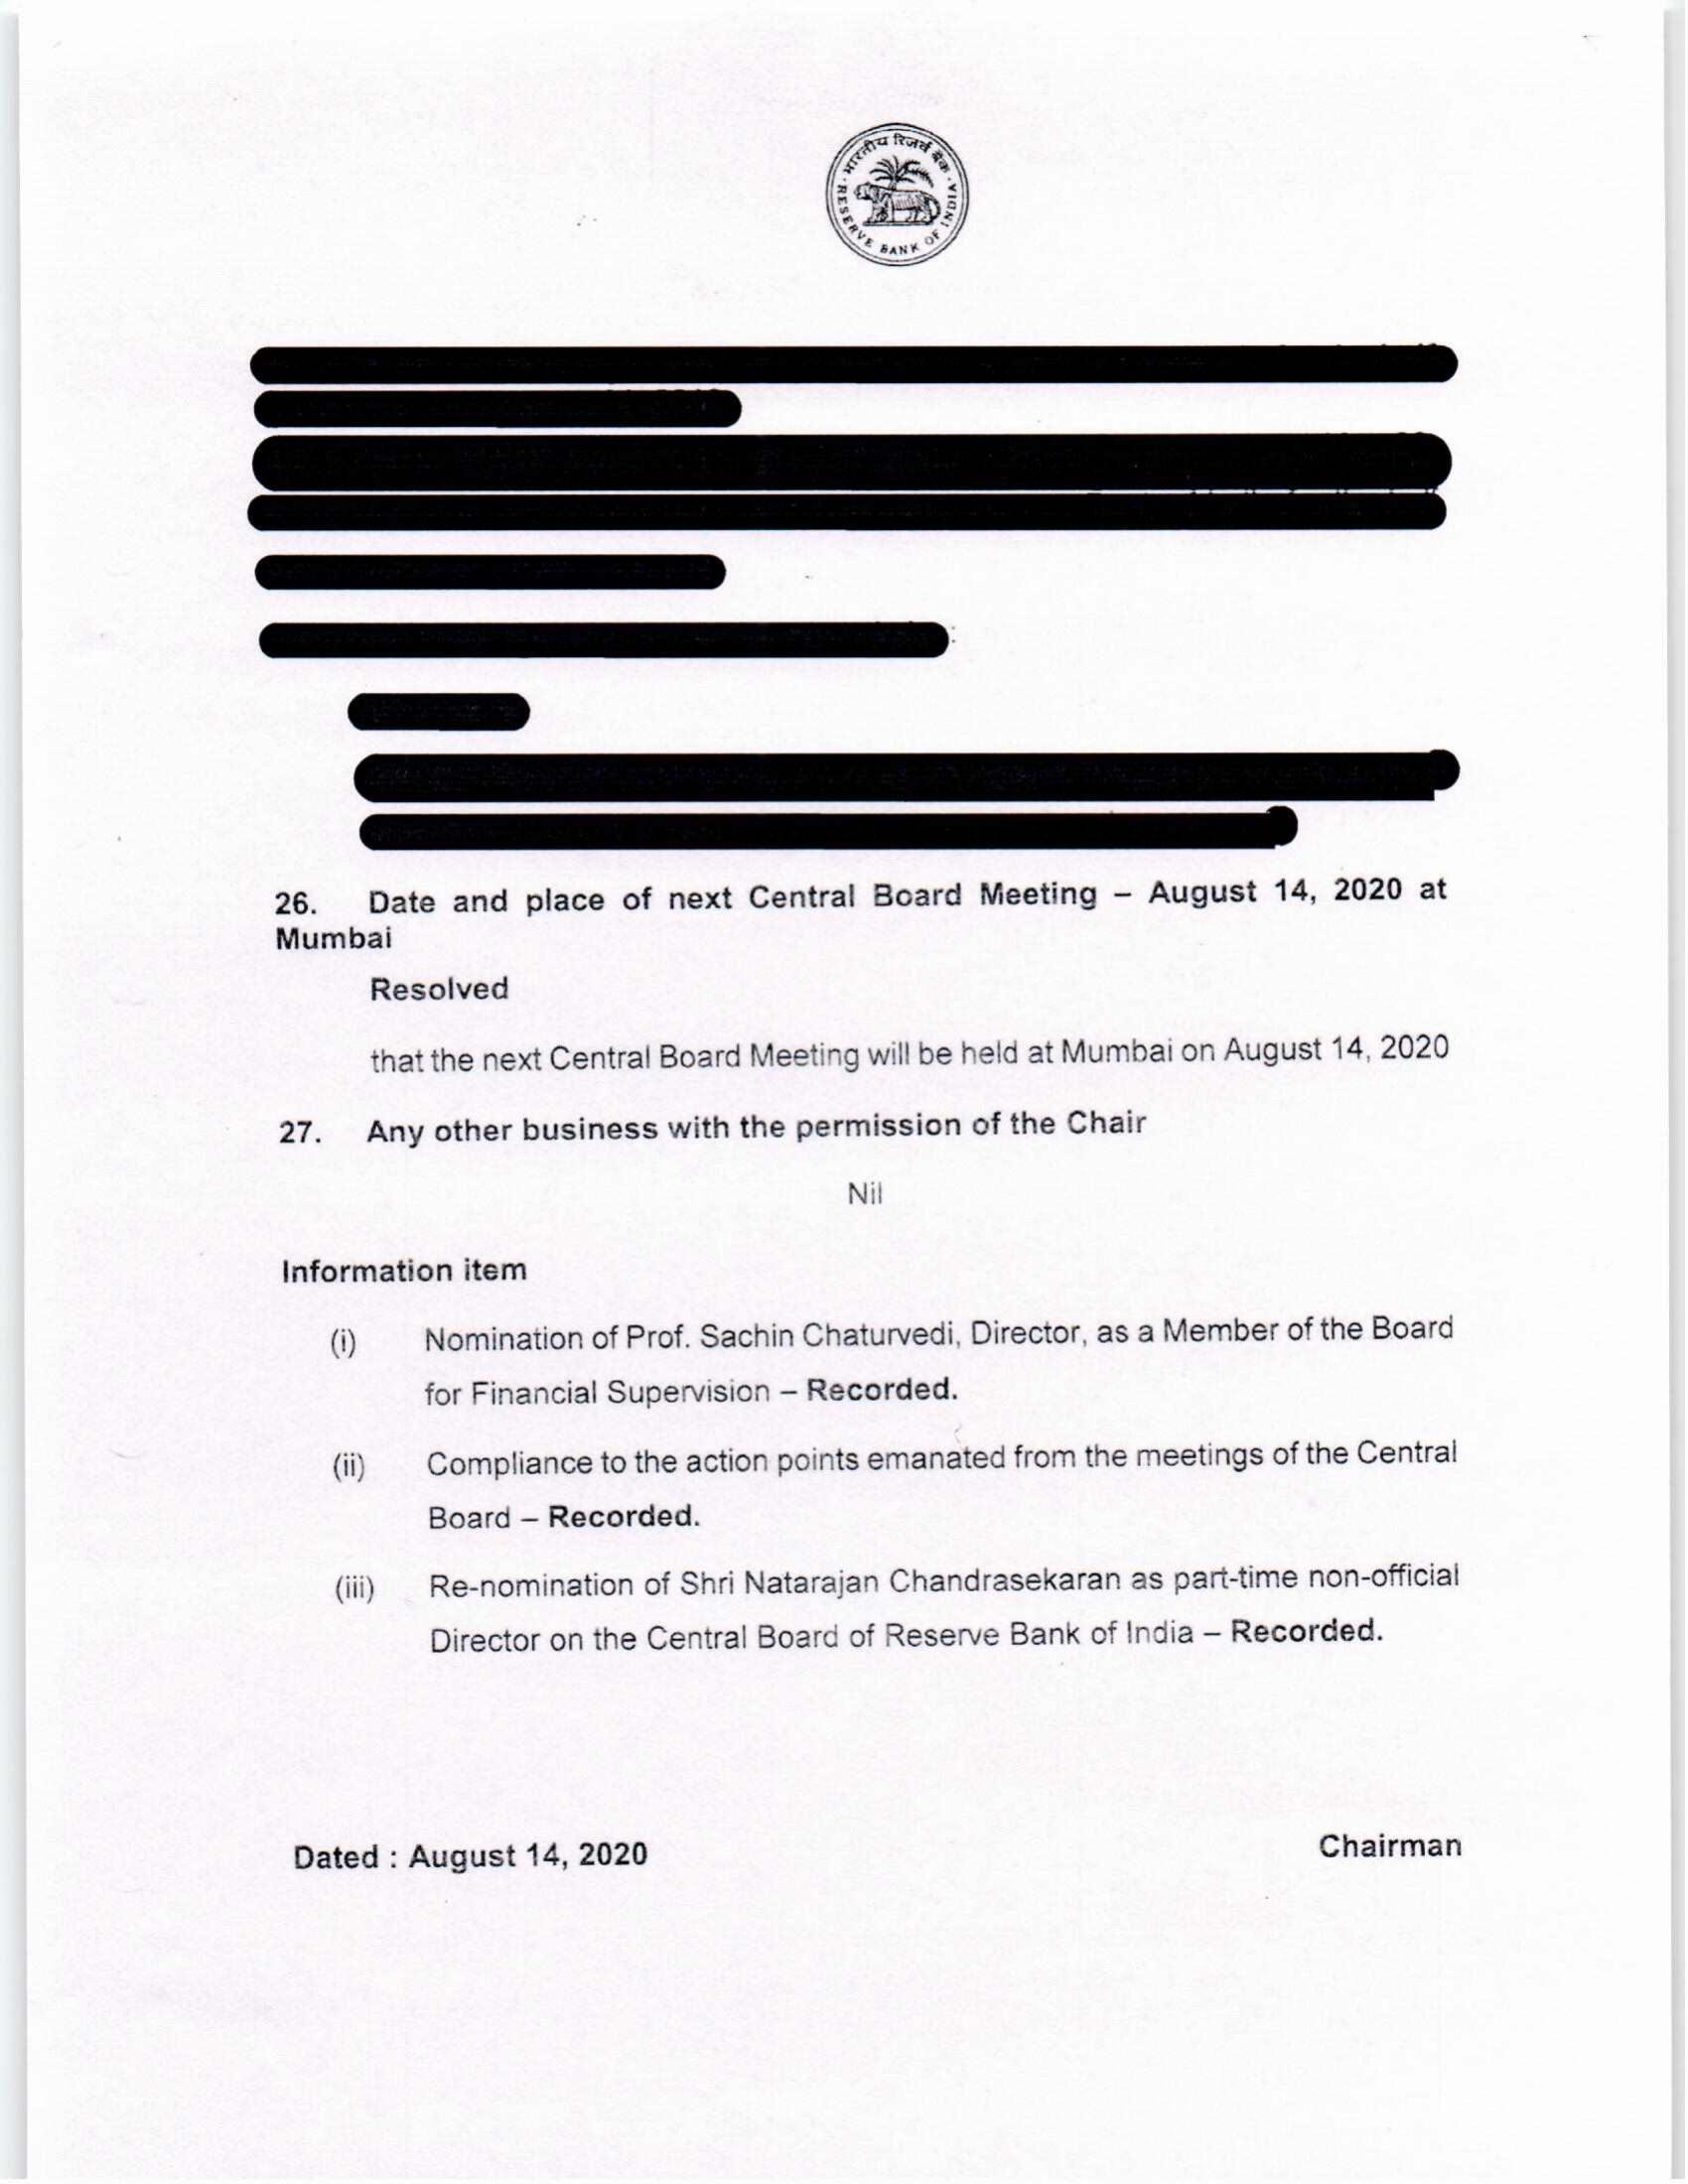 भारतीय रिज़र्व बैंक
RESERVE BANK OF INDIA
26. Date and place of next Central Board Meeting – August 14, 2020 at
Mumbai
Resolved
that the next Central Board Meeting will be held at Mumbai on August 14, 2020
27. Any other business with the permission of the Chair
Nil
Information item
(i) Nomination of Prof. Sachin Chaturvedi, Director, as a Member of the Board
for Financial Supervision – Recorded.
(ii) Compliance to the action points emanated from the meetings of the Central
Board – Recorded.
(iii) Re-nomination of Shri Natarajan Chandrasekaran as part-time non-official
Director on the Central Board of Reserve Bank of India – Recorded.
Dated : August 14, 2020 Chairman